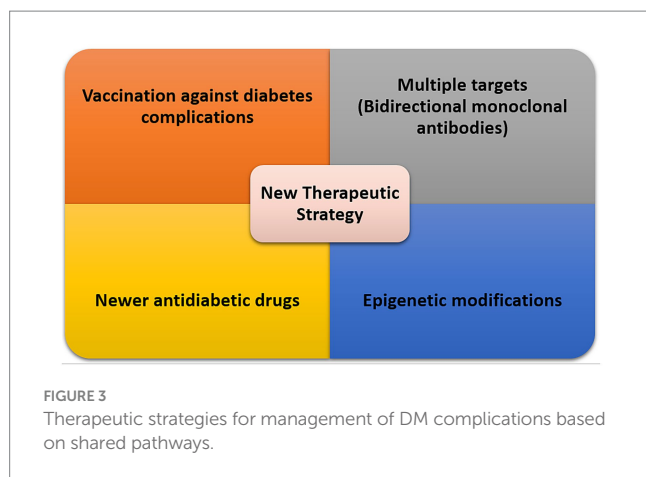 Vaccination against diabetes
complications
Multiple targets
(Bidirectional monoclonal
antibodies)
New Therapeutic
Strategy
Newer antidiabetic drugs
Epigenetic modifications
FIGURE 3
Therapeutic strategies for management of DM complications based
on shared pathways.